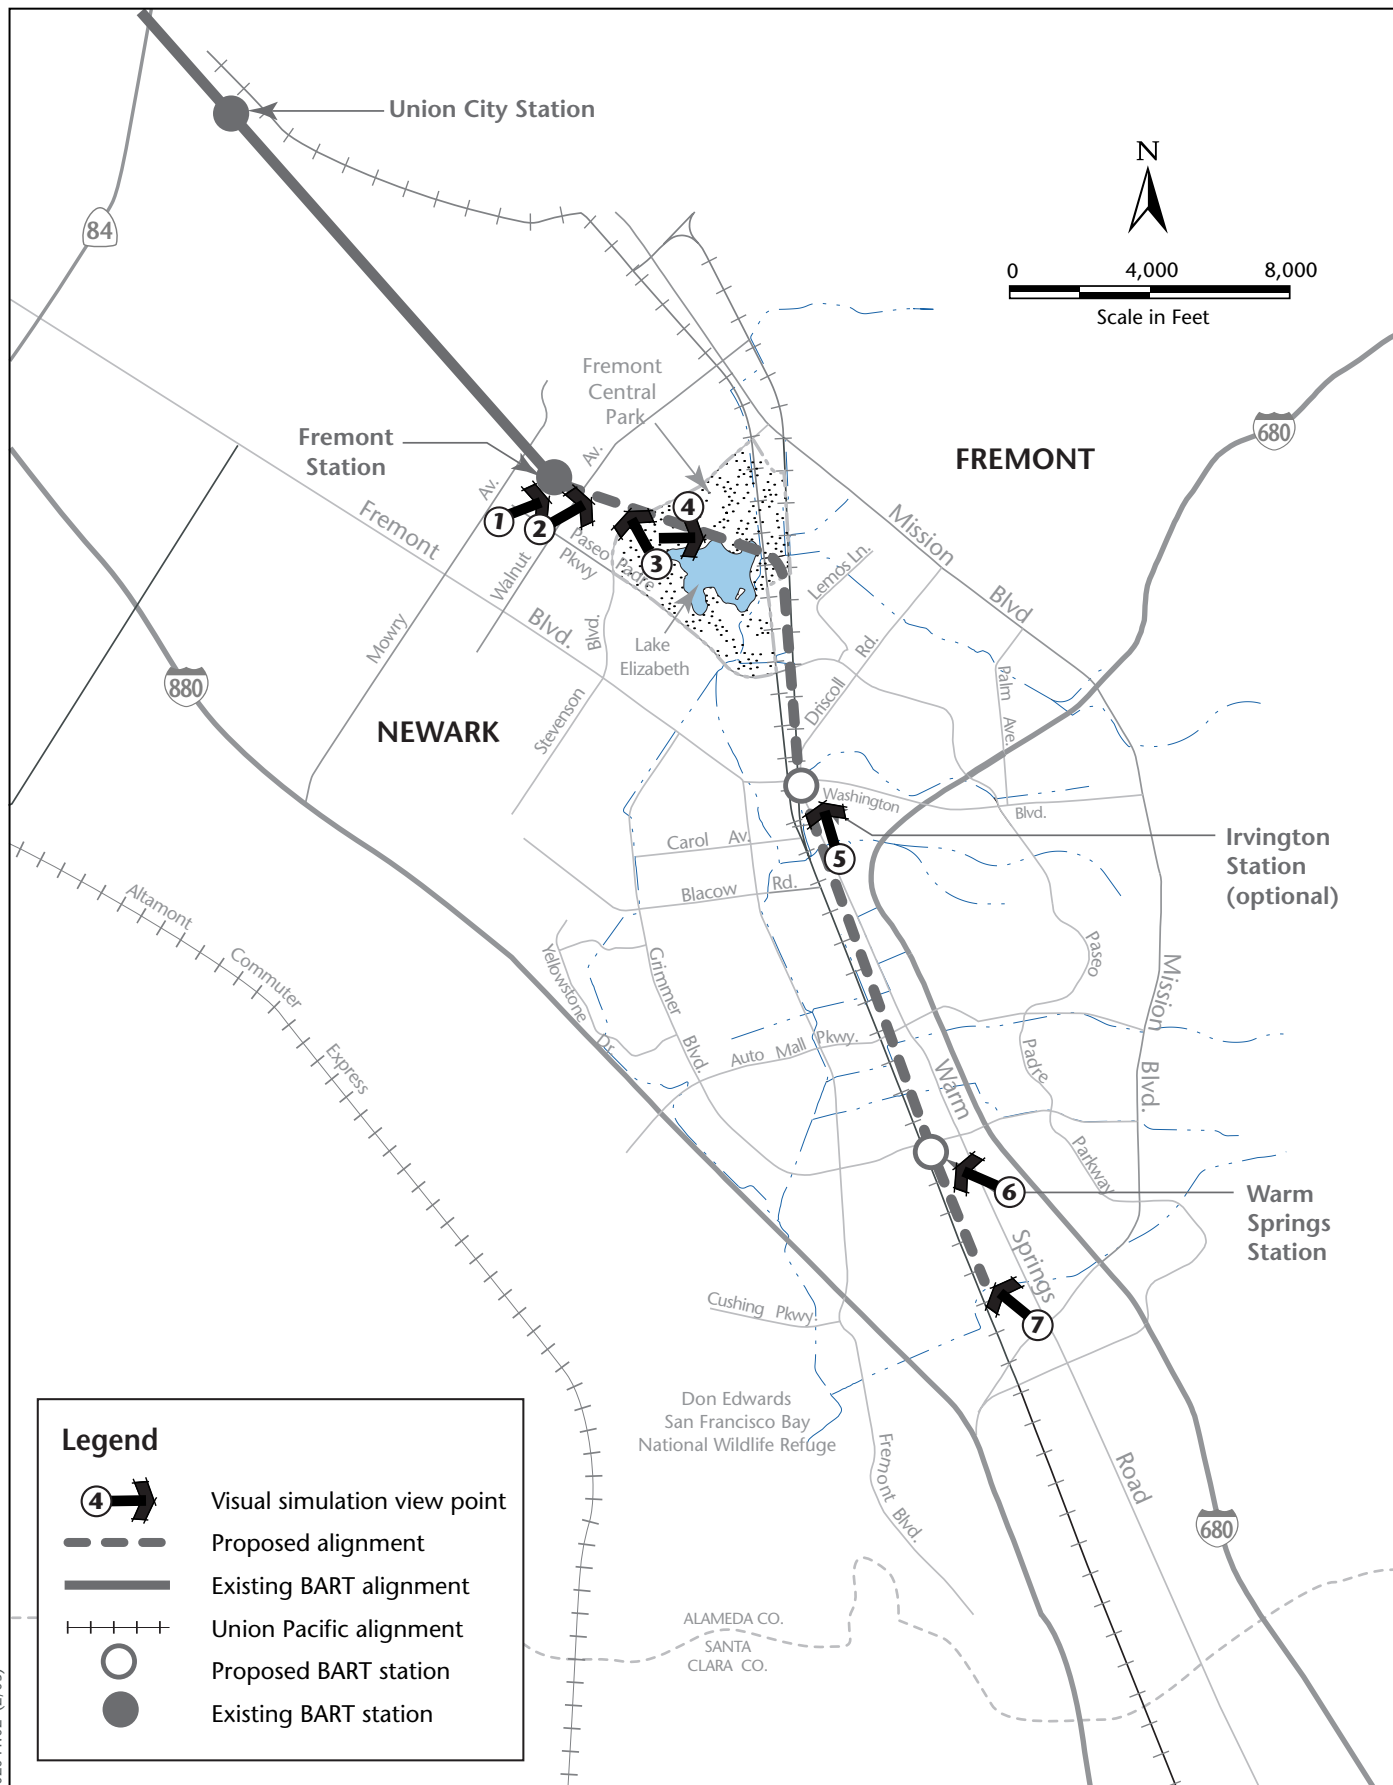 Union City Station
N
84
0 4,000 8,000
Scale in Feet
Fremont
Central
Park
680
Fremont
Station
FREMONT
Av.
Av.
Fremont
Mission
1
2
3
4
Paseo Padre
Pkwy
Walnut
Lemos Ln.
Blvd
Blvd.
Blvd.
Mowry
Lake
Elizabeth
Rd.
Driscoll
Palm Ave.
880
NEWARK
Stevenson
Washington
Blvd.
Carol Av.
5
Irvington
Station
(optional)
Blacow Rd.
Altamont
Commuter
Express
Yellowstone
Dr.
Grimmer
Blvd.
Paseo
Padre
Parkway
Mission
Blvd.
Auto Mall Pkwy.
Warm
Springs
Road
6
Warm
Springs
Station
Cushing Pkwy.
7
Don Edwards
San Francisco Bay
National Wildlife Refuge
Fremont Blvd.
680
ALAMEDA CO.
SANTA
CLARA CO.
Legend
4 Visual simulation view point
Proposed alignment
Existing BART alignment
Union Pacific alignment
Proposed BART station
Existing BART station